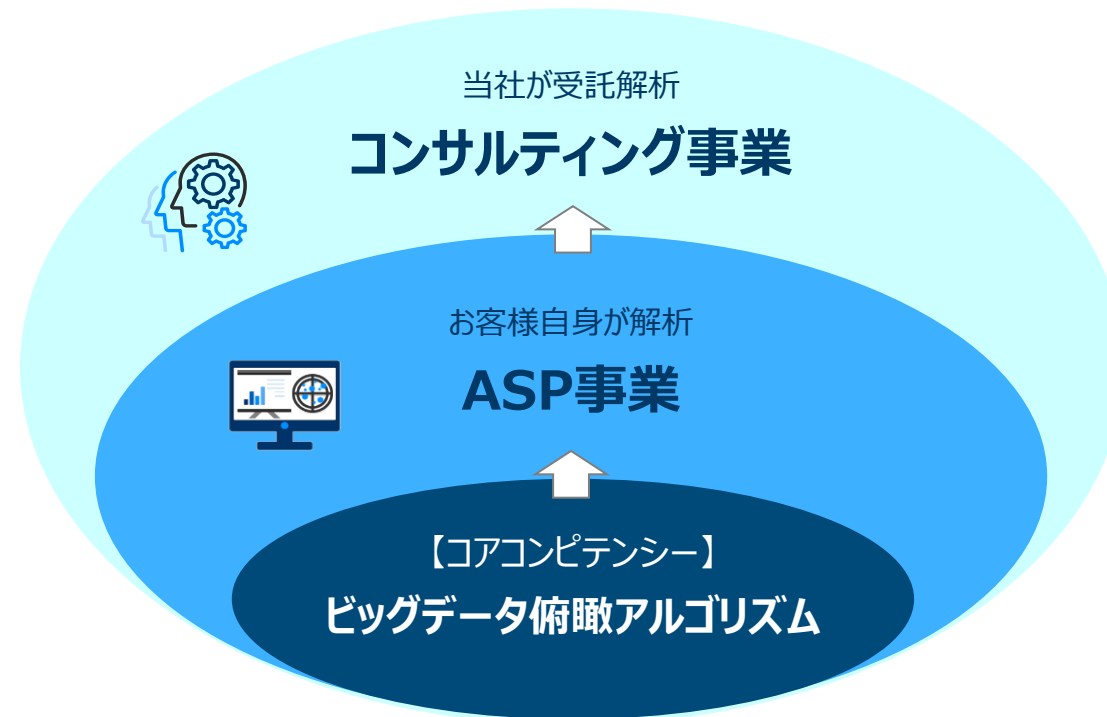 当社が受託解析
コンサルティング事業
お客様自身が解析
ASP事業
【コアコンピテンシー】
ビッグデータ俯瞰アルゴリズム